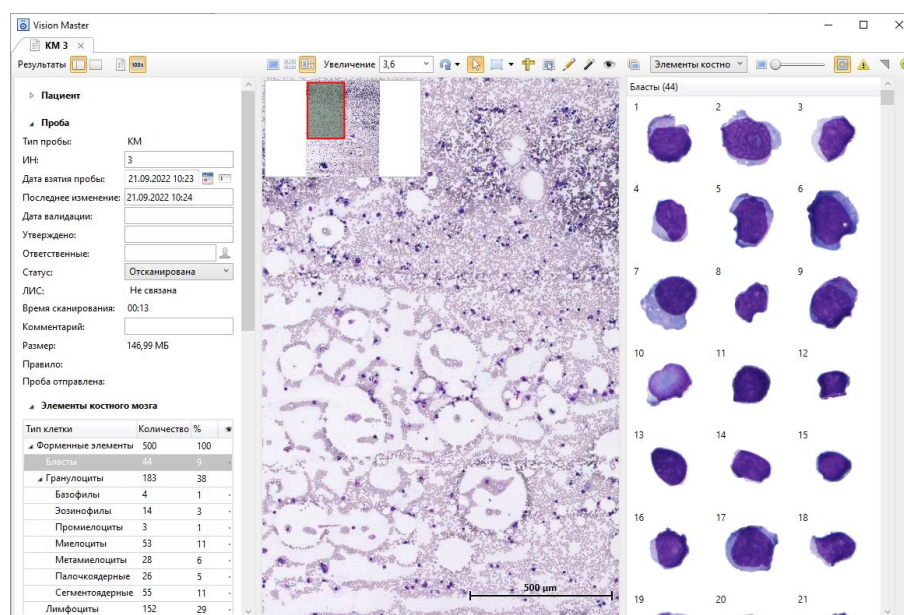 Vision Master
КМ 3
Результаты
100x
Увеличение 3,6
Элементы костно
Пациент
Проба
Тип пробы: КМ
ИН: 3
Дата взятия пробы: 21.09.2022 10:23
Последнее изменение: 21.09.2022 10:24
Дата валидации:
Утверждено:
Ответственные:
Статус: Отсканирована
ЛИС: Не связана
Время сканирования: 00:13
Комментарий:
Размер: 146,99 МБ
Правило:
Проба отправлена:
Элементы костного мозга
Тип клетки Количество %
Форменные элементы 500 100
Бласты 44 9
Гранулоциты 183 38
Базофилы 4 1
Эозинофилы 14 3
Промиелоциты 3 1
Миелоциты 53 11
Метамиелоциты 28 6
Палочкоядерные 26 5
Сегментоядерные 55 11
Лимфоциты 152 29
500 µm
Бласты (44)
1 2 3
4 5 6
7 8 9
10 11 12
13 14 15
16 17 18
19 20 21